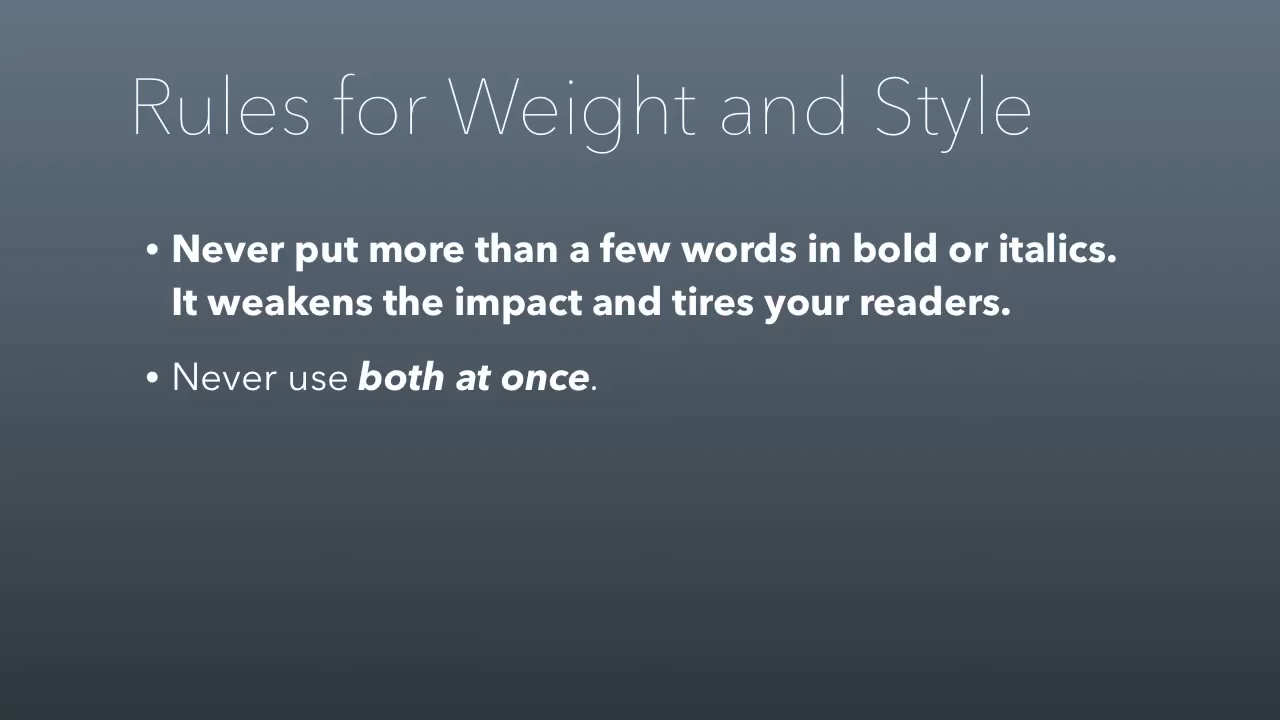 Rules for Weight and Style
• Never put more than a few words in bold or italics.
It weakens the impact and tires your readers.
• Never use both at once.